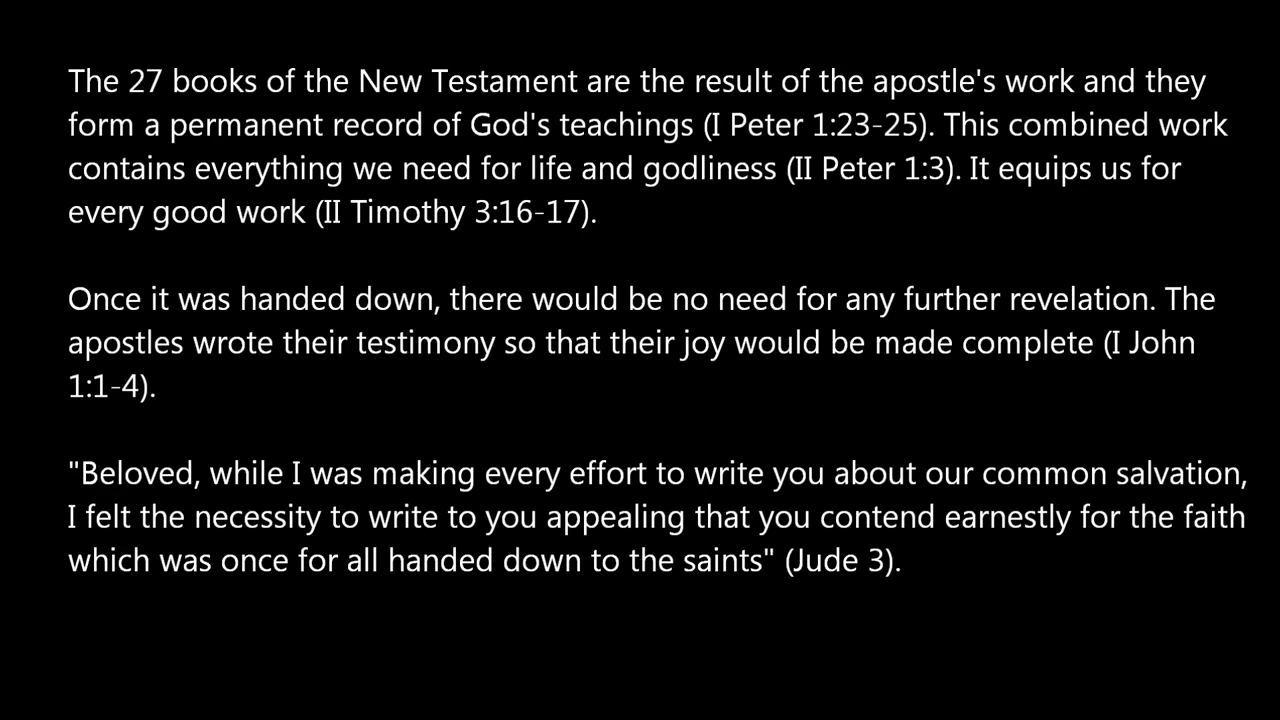 The 27 books of the New Testament are the result of the apostle's work and they
form a permanent record of God's teachings (I Peter 1:23-25). This combined work
contains everything we need for life and godliness (II Peter 1:3). It equips us for
every good work (II Timothy 3:16-17).
Once it was handed down, there would be no need for any further revelation. The
apostles wrote their testimony so that their joy would be made complete (I John
1:1-4).
"Beloved, while I was making every effort to write you about our common salvation,
I felt the necessity to write to you appealing that you contend earnestly for the faith
which was once for all handed down to the saints" (Jude 3).